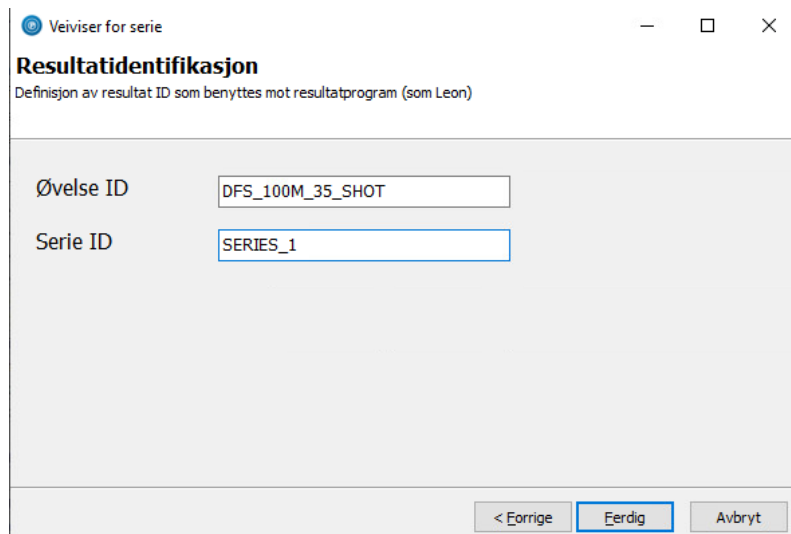 Veiviser for serie
Resultatidentifikasjon
Definisjon av resultat ID som benyttes mot resultatprogram (som Leon)
Øvelse ID DFS_100M_35_SHOT
Serie ID SERIES_1
< Forrige Ferdig Avbryt